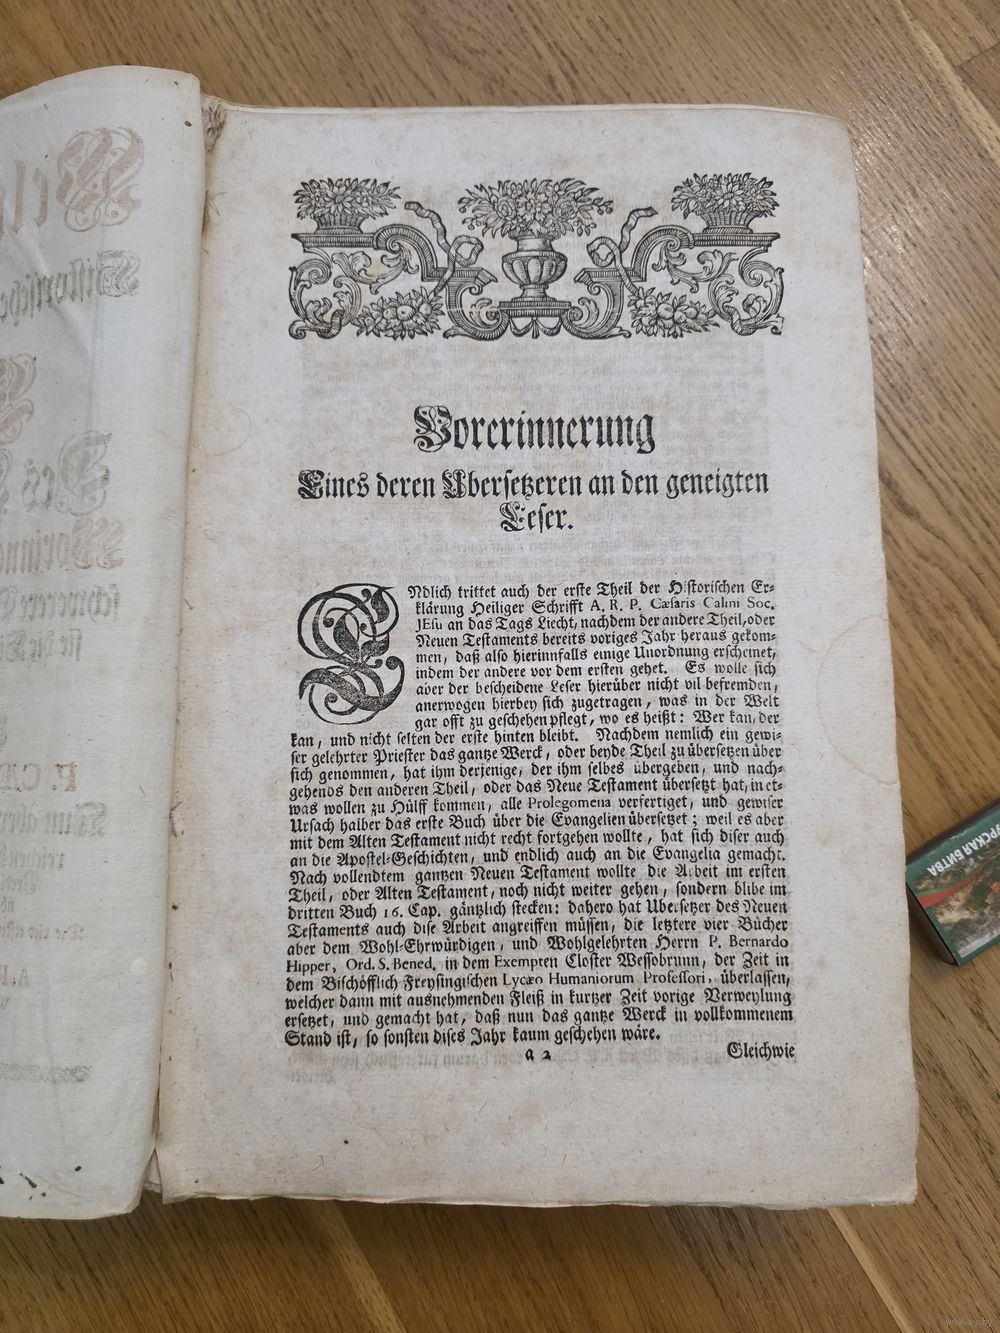 Vorerinnerung
Eines deren Ubersetzeren an den geneigten
Leser.
ENdlich trittet auch der erste Theil der Historischen Er-
klärung Heiliger Schrifft A. R. P. Cæsaris Calini Soc.
JEsu an das Tags Liecht, nachdem der andere Theil, oder
Neuen Testaments bereits voriges Jahr heraus gekom-
men, daß also hierinnfalls einige Unordnung erscheinet,
indem der andere vor dem ersten gehet. Es wolle sich
aber der bescheidene Leser hierüber nicht vil befremden,
anerwogen hierbey sich zugetragen, was in der Welt
gar offt zu geschehen pflegt, wo es heißt: Wer kan, der
kan, und nicht selten der erste hinten bleibt. Nachdem nemlich ein gewi-
ser gelehrter Priester das gantze Werck, oder beyde Theil zu übersetzen über
sich genommen, hat ihm derjenige, der ihm selbes übergeben, und nach-
gehends den anderen Theil, oder das Neue Testament übersetzt hat, in et-
was wollen zu Hülff kommen, alle Prolegomena verfertiget, und gewiser
Ursach halber das erste Buch über die Evangelien übersetzet; weil es aber
mit dem Alten Testament nicht recht fortgehen wollte, hat sich diser auch
an die Apostel-Geschichten, und endlich auch an die Evangelia gemacht.
Nach vollendtem gantzen Neuen Testament wollte die Arbeit im ersten
Theil, oder Alten Testament, noch nicht weiter gehen, sondern blibe im
dritten Buch 16. Cap. gäntzlich stecken: dahero hat Ubersetzer des Neuen
Testaments auch dise Arbeit angreiffen müssen, die letztere vier Bücher
aber dem Wohl-Ehrwürdigen, und Wohlgelehrten Herrn P. Bernardo
Hipper, Ord. S. Bened. in dem Exempten Closter Wessobrunn, der Zeit in
dem Bischöfflich Freysingischen Lycæo Humaniorum Professori, überlassen,
welcher dann mit ausnehmenden Fleiß in kurtzer Zeit vorige Verweylung
ersetzet, und gemacht hat, daß nun das gantze Werck in vollkommenem
Stand ist, so sonsten dises Jahr kaum geschehen wäre.
a 2 Gleichwie
РСКАЯ БИТВА
www.ay.by